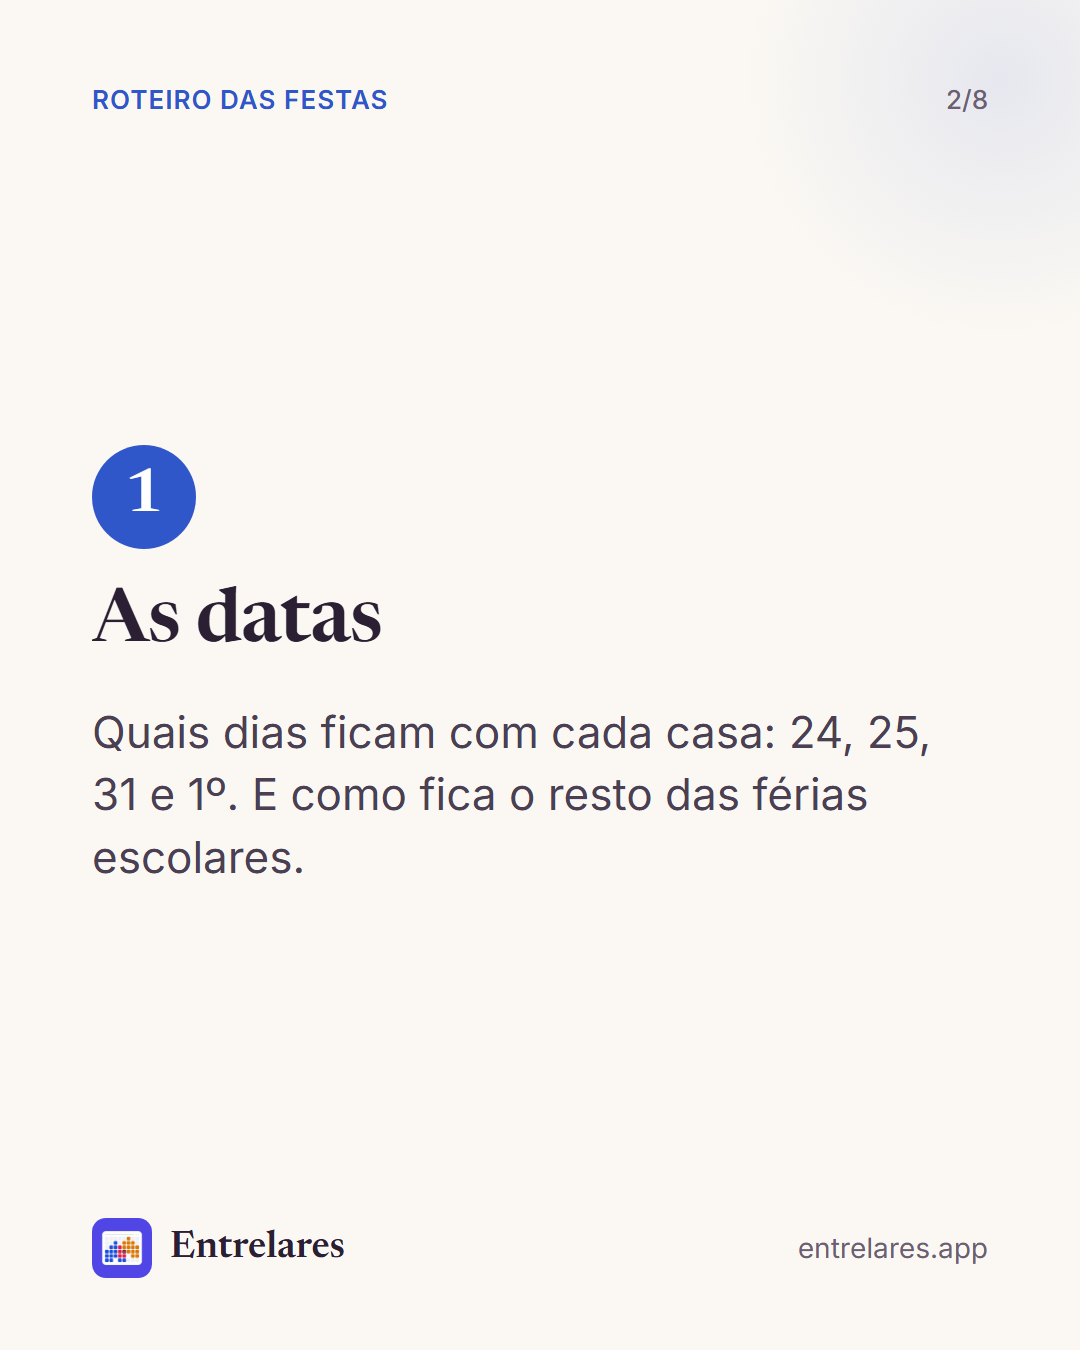 ROTEIRO DAS FESTAS
2/8
1
As datas
Quais dias ficam com cada casa: 24, 25,
31 e 1º. E como fica o resto das férias
escolares.
Entrelares
entrelares.app